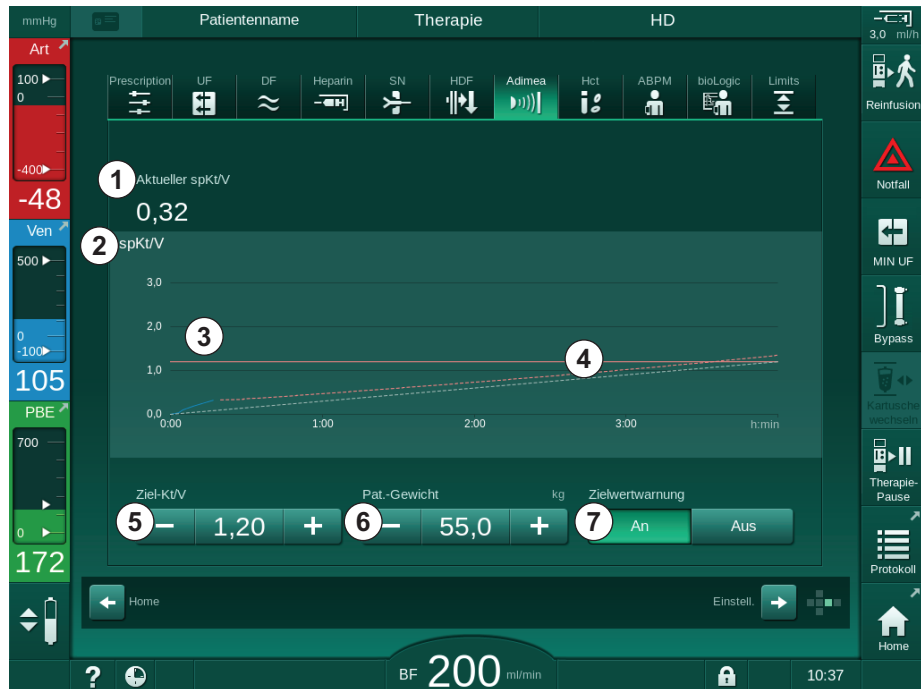 mmHg
Patientenname
Therapie
HD
3,0 ml/h
Art
100
0
-400
-48
Ven
500
0
-100
105
PBE
700
0
172
Prescription
UF
DF
Heparin
SN
HDF
Adimea
Hct
ABPM
bioLogic
Limits
1
Aktueller spKt/V
0,32
2
spKt/V
3,0
2,0
3
4
1,0
0,0
0:00
1:00
2:00
3:00
h:min
Ziel-Kt/V
Pat.-Gewicht kg
Zielwertwarnung
5
1,20
+
6
55,0
+
7
An
Aus
Home
Einstell.
Reinfusion
Notfall
MIN UF
Bypass
Kartusche
wechseln
Therapie-
Pause
Protokoll
Home
?
BF 200 ml/min
10:37